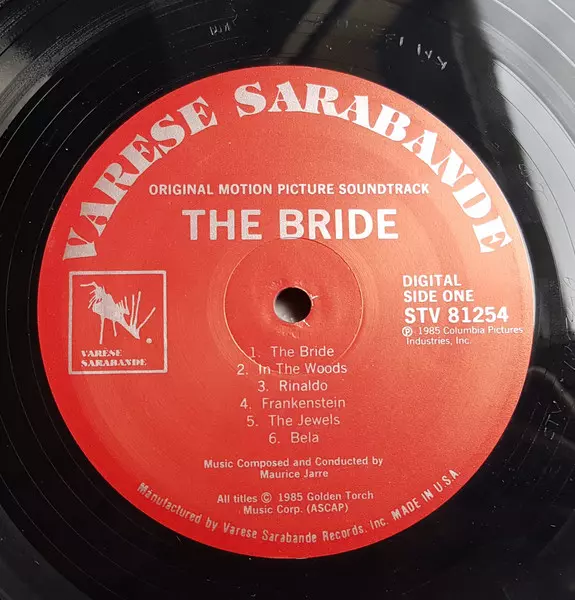 VARESE SARABANDE
ORIGINAL MOTION PICTURE SOUNDTRACK
THE BRIDE
VARÈSE
SARABANDE
DIGITAL
SIDE ONE
STV 81254
℗ 1985 Columbia Pictures
Industries, Inc.
1. The Bride
2. In The Woods
3. Rinaldo
4. Frankenstein
5. The Jewels
6. Bela
Music Composed and Conducted by
Maurice Jarre
All titles © 1985 Golden Torch
Music Corp. (ASCAP)
Manufactured by Varese Sarabande Records, Inc. MADE IN U.S.A.